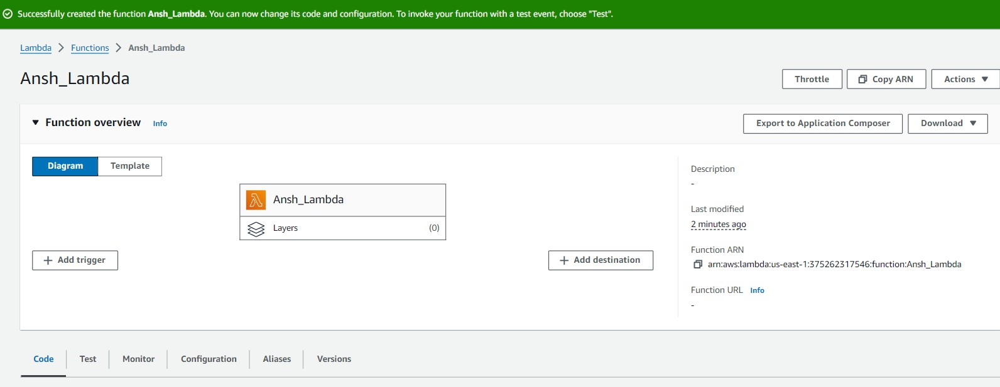 Successfully created the function Ansh_Lambda. You can now change its code and configuration. To invoke your function with a test event, choose "Test".
Lambda > Functions > Ansh_Lambda
Ansh_Lambda
Throttle
Copy ARN
Actions
Function overview Info
Export to Application Composer
Download
Diagram
Template
Ansh_Lambda
Layers (0)
+ Add trigger
+ Add destination
Description
-
Last modified
2 minutes ago
Function ARN
arn:aws:lambda:us-east-1:375262317546:function:Ansh_Lambda
Function URL Info
-
Code
Test
Monitor
Configuration
Aliases
Versions